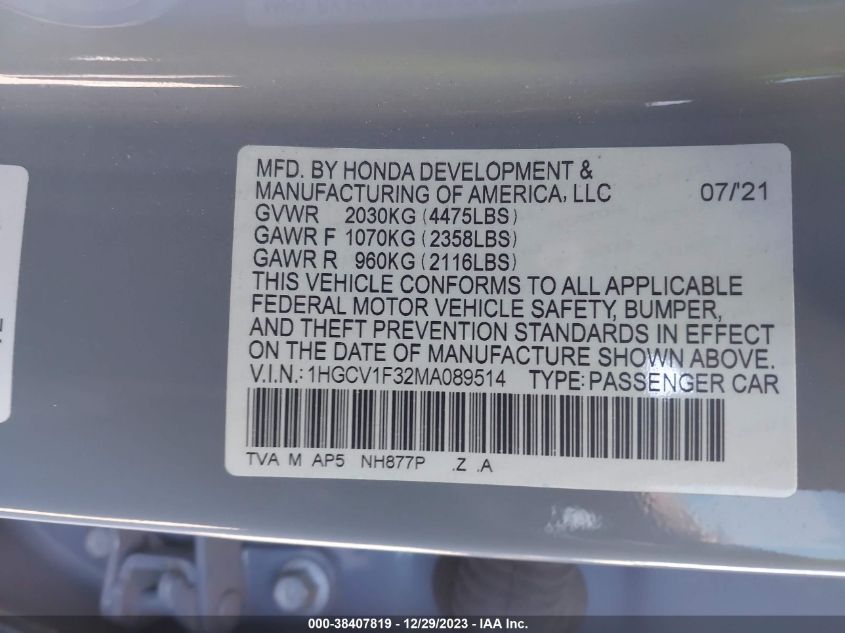 MFD. BY HONDA DEVELOPMENT &
MANUFACTURING OF AMERICA, LLC 07/'21
GVWR 2030KG (4475LBS)
GAWR F 1070KG (2358LBS)
GAWR R 960KG (2116LBS)
THIS VEHICLE CONFORMS TO ALL APPLICABLE
FEDERAL MOTOR VEHICLE SAFETY, BUMPER,
AND THEFT PREVENTION STANDARDS IN EFFECT
ON THE DATE OF MANUFACTURE SHOWN ABOVE.
V.I.N.: 1HGCV1F32MA089514 TYPE: PASSENGER CAR
TVA M AP5 NH877P .Z .A
000-38407819 - 12/29/2023 - IAA Inc.